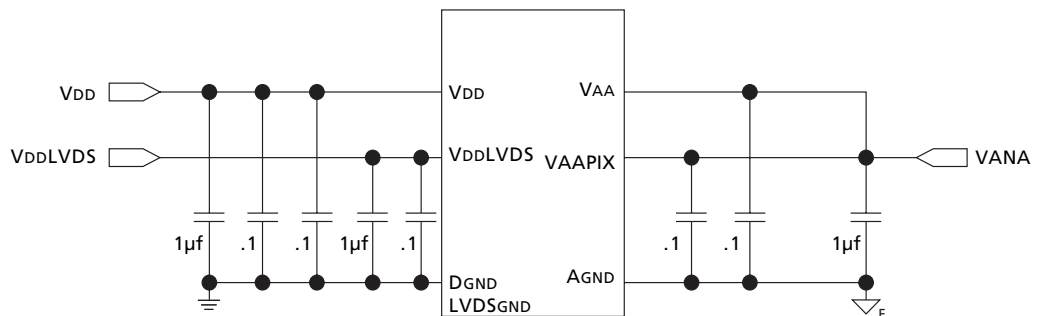 VDD
VDDLVDS
VDD
VDDLVDS
DGND
LVDSGND
VAA
VAAPIX
AGND
VANA
1µf
.1
.1
1µf
.1
.1
.1
1µf
F